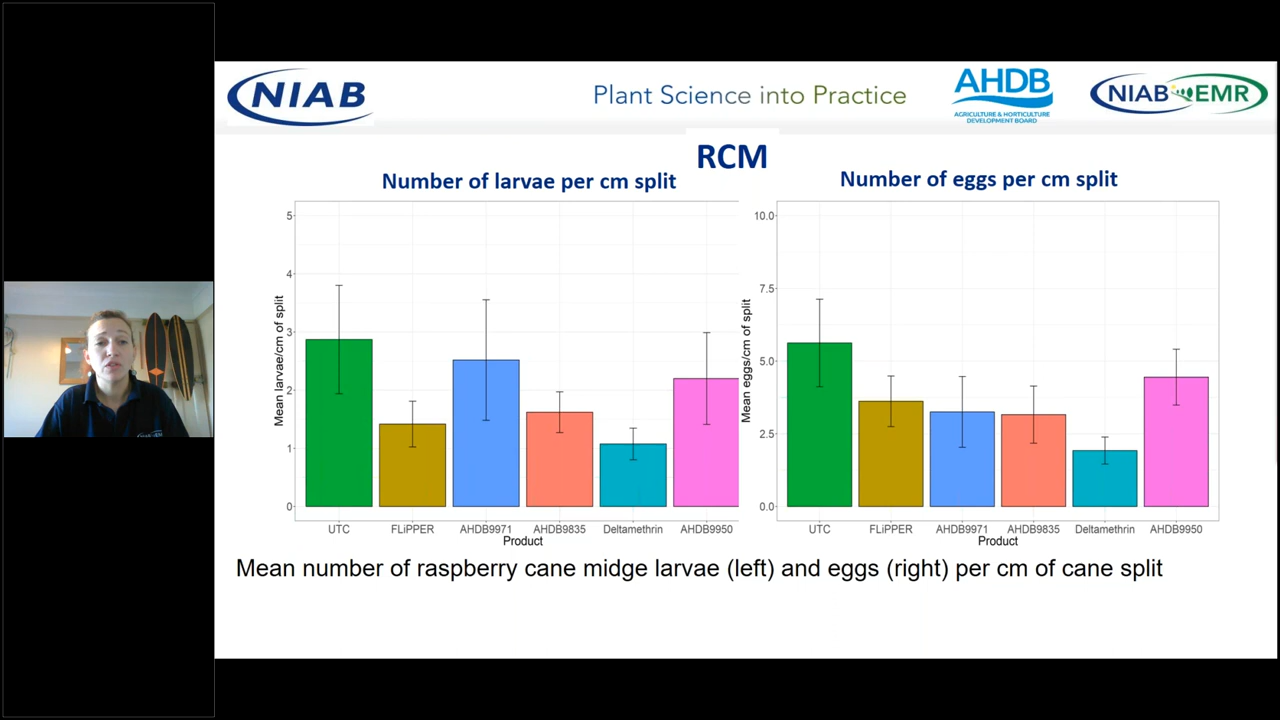 NIAB
Plant Science into Practice
AHDB
AGRICULTURE & HORTICULTURE
DEVELOPMENT BOARD
NIAB EMR
RCM
Number of larvae per cm split
Number of eggs per cm split
Mean larvae/cm of split
5
4
3
2
1
0
UTC FLiPPER AHDB9971 AHDB9835 Deltamethrin AHDB9950
Product
Mean eggs/cm of split
10.0
7.5
5.0
2.5
0.0
UTC FLiPPER AHDB9971 AHDB9835 Deltamethrin AHDB9950
Product
Mean number of raspberry cane midge larvae (left) and eggs (right) per cm of cane split